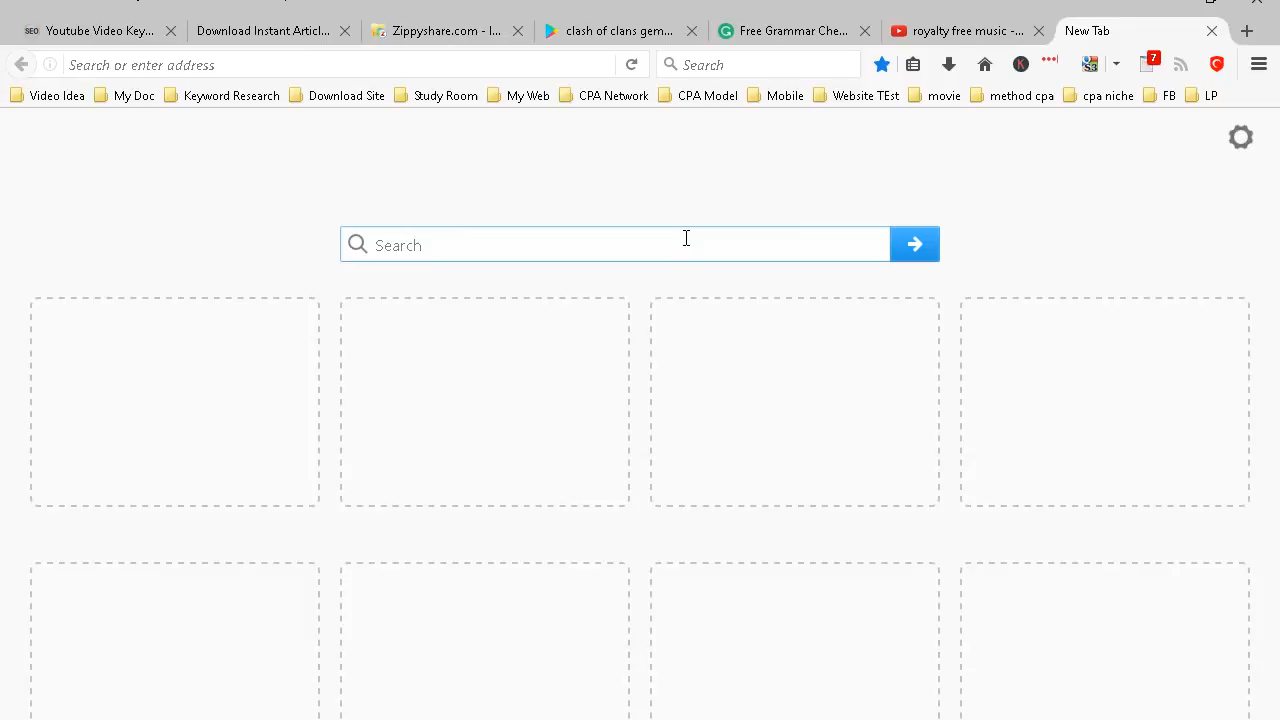 SEO Youtube Video Key... Download Instant Articl... Zippyshare.com - I... clash of clans gem... Free Grammar Che... royalty free music -... New Tab
Search or enter address Search 7
Video Idea My Doc Keyword Research Download Site Study Room My Web CPA Network CPA Model Mobile Website TEst movie method cpa cpa niche FB LP
Search